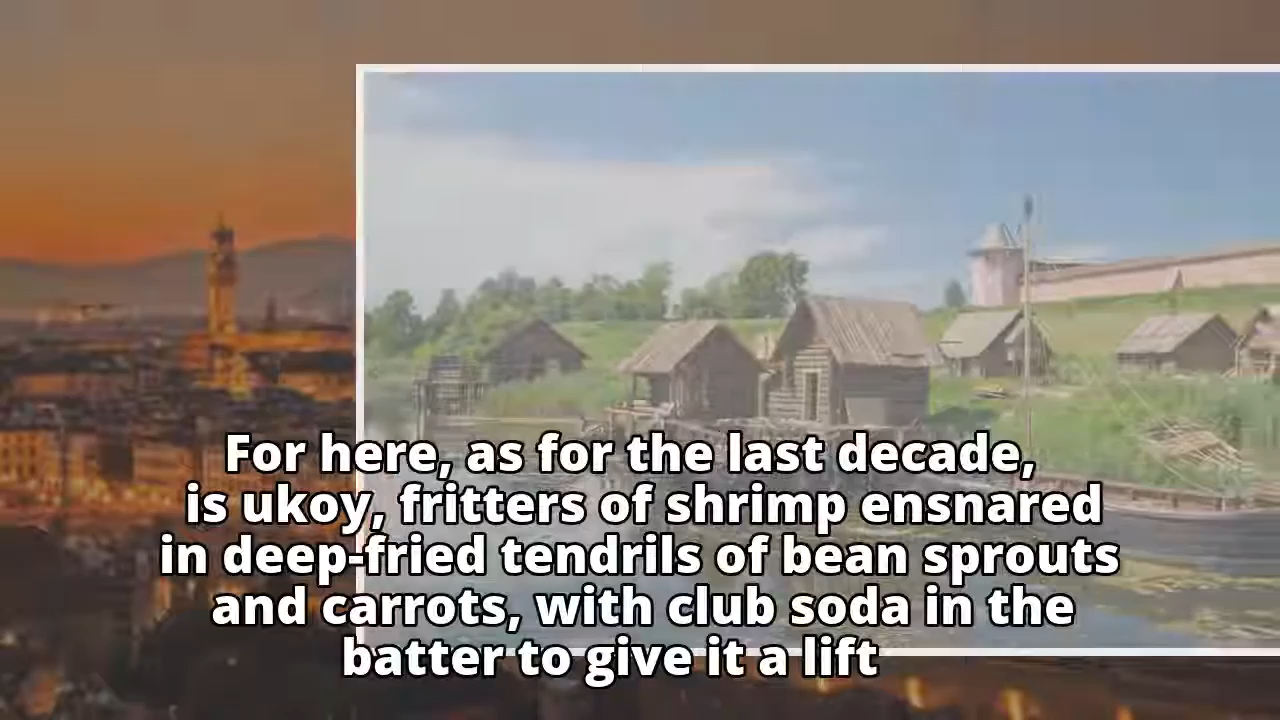 For here, as for the last decade,
is ukoy, fritters of shrimp ensnared
in deep-fried tendrils of bean sprouts
and carrots, with club soda in the
batter to give it a lift